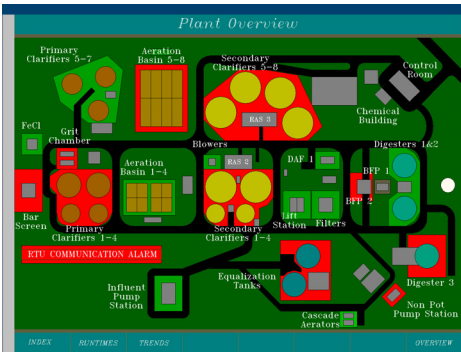 Plant Overview
Primary
Clarifiers 5-7
Aeration
Basin 5-8
Secondary
Clarifiers 5-8
Control
Room
FeCl
Grit
Chamber
RAS 3
Chemical
Building
Blowers
Digesters 1&2
Aeration
Basin 1-4
RAS 2
DAF 1
BFP 1
BFP 2
Bar
Screen
Primary
Clarifiers 1-4
Secondary
Clarifiers 1-4
Lift
Station
Filters
RTU COMMUNICATION ALARM
Equalization
Tanks
Digester 3
Influent
Pump
Station
Non Pot
Pump Station
Cascade
Aerators
INDEX
RUNTIMES
TRENDS
OVERVIEW